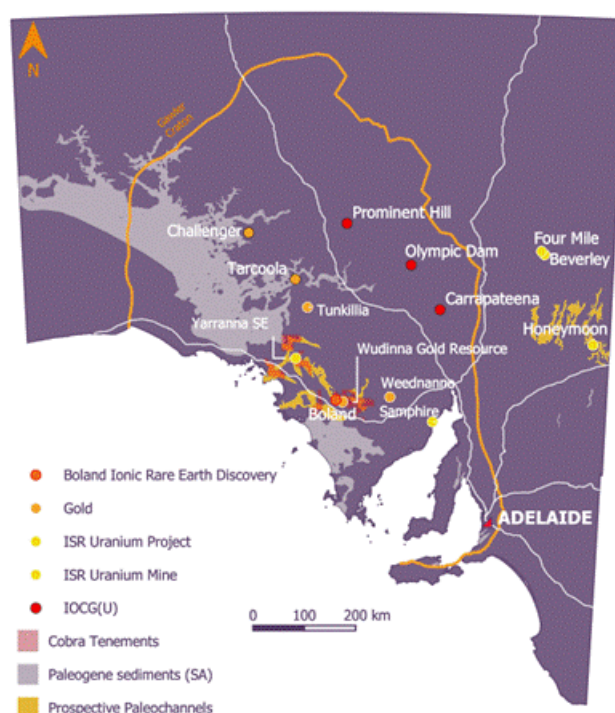 N
Gawler
Craton
Prominent Hill
Challenger
Four Mile
Beverley
Olympic Dam
Tarcoola
Tunkillia
Carrapateena
Yarranna SE
Honeymoon
Wudinna Gold Resource
Weednanno
Boland
Samphire
Boland Ionic Rare Earth Discovery
Gold
ISR Uranium Project
ADELAIDE
ISR Uranium Mine
IOCG(U)
0 100 200 km
Cobra Tenements
Paleogene sediments (SA)
Prospective Paleochannels